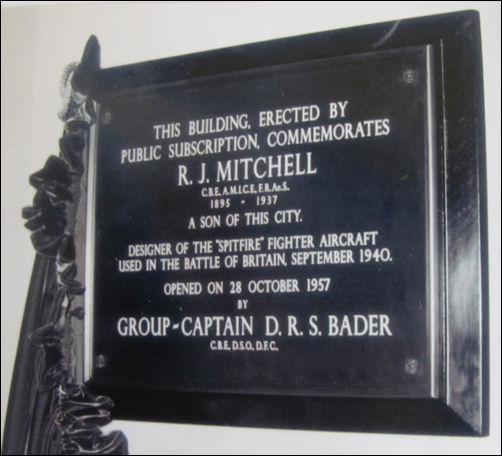 THIS BUILDING, ERECTED BY
PUBLIC SUBSCRIPTION, COMMEMORATES
R. J. MITCHELL
C.B.E., A.M.I.C.E., F.R.Ae.S.
1895 - 1937
A SON OF THIS CITY.
DESIGNER OF THE "SPITFIRE" FIGHTER AIRCRAFT
USED IN THE BATTLE OF BRITAIN, SEPTEMBER 1940.
OPENED ON 28 OCTOBER 1957
BY
GROUP-CAPTAIN D. R. S. BADER
C.B.E., D.S.O., D.F.C.